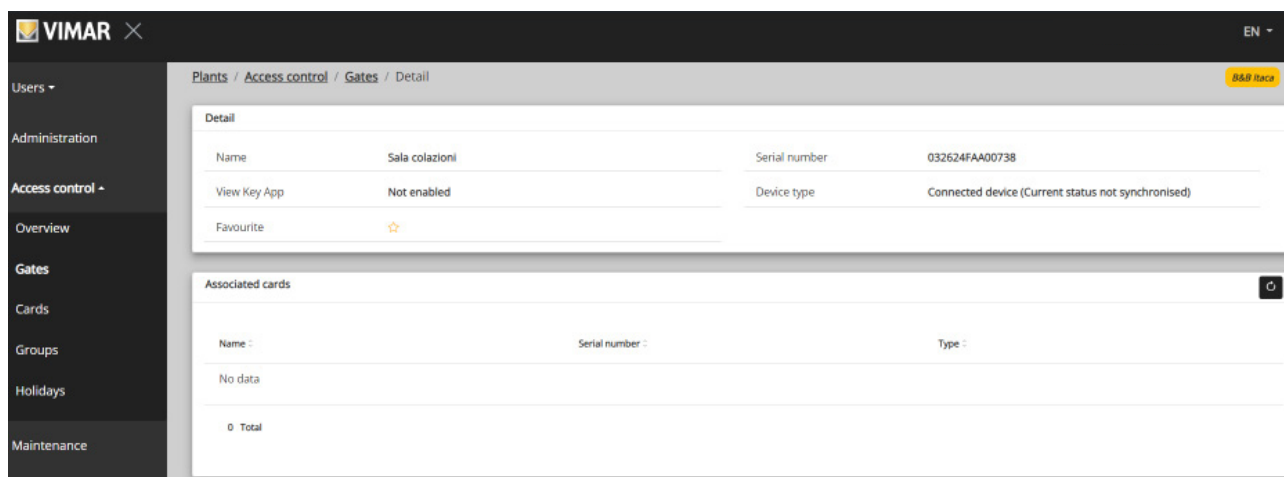 VIMAR
EN
Users
Administration
Access control
Overview
Gates
Cards
Groups
Holidays
Maintenance
Plants / Access control / Gates / Detail
B&B Itaca
Detail
Name Sala colazioni Serial number 032624FAA00738
View Key App Not enabled Device type Connected device (Current status not synchronised)
Favourite
Associated cards
Name Serial number Type
No data
0 Total